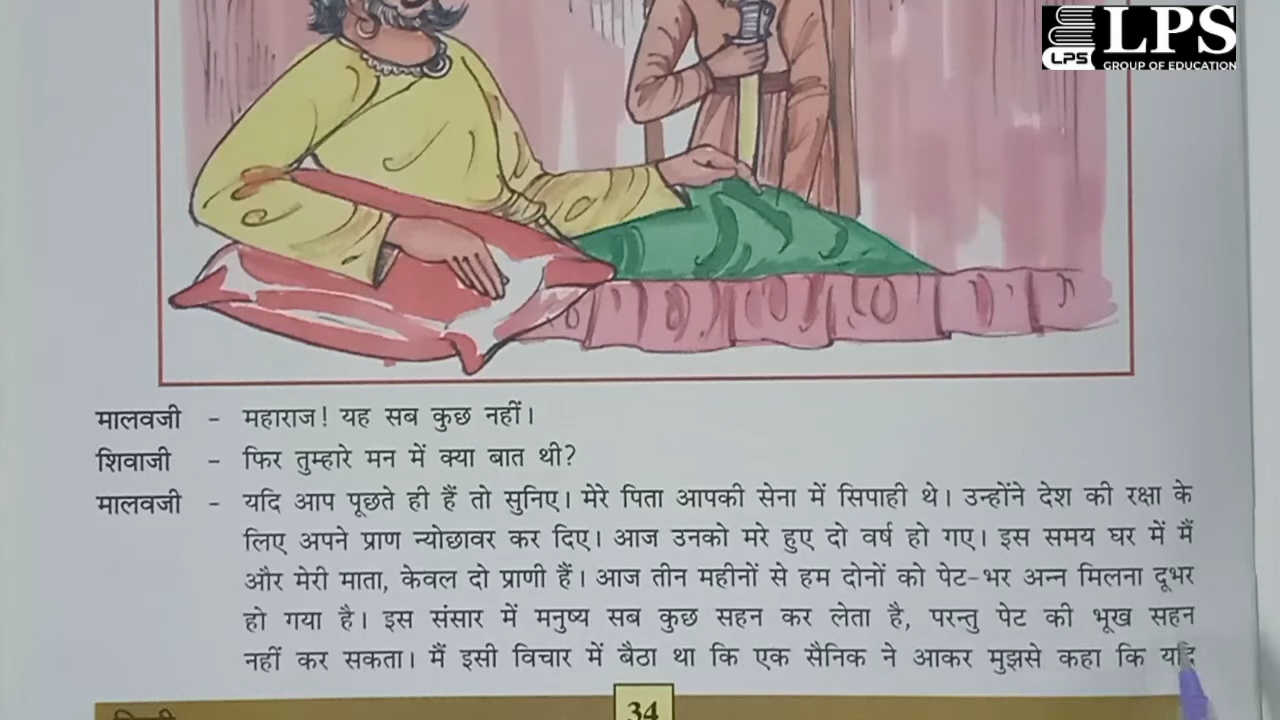 LPS
LPS
GROUP OF EDUCATION
मालवजी - महाराज! यह सब कुछ नहीं।
शिवाजी - फिर तुम्हारे मन में क्या बात थी?
मालवजी - यदि आप पूछते ही हैं तो सुनिए। मेरे पिता आपकी सेना में सिपाही थे। उन्होंने देश की रक्षा के
लिए अपने प्राण न्योछावर कर दिए। आज उनको मरे हुए दो वर्ष हो गए। इस समय घर में मैं
और मेरी माता, केवल दो प्राणी हैं। आज तीन महीनों से हम दोनों को पेट-भर अन्न मिलना दूभर
हो गया है। इस संसार में मनुष्य सब कुछ सहन कर लेता है, परन्तु पेट की भूख सहन
नहीं कर सकता। मैं इसी विचार में बैठा था कि एक सैनिक ने आकर मुझसे कहा कि यदि
34